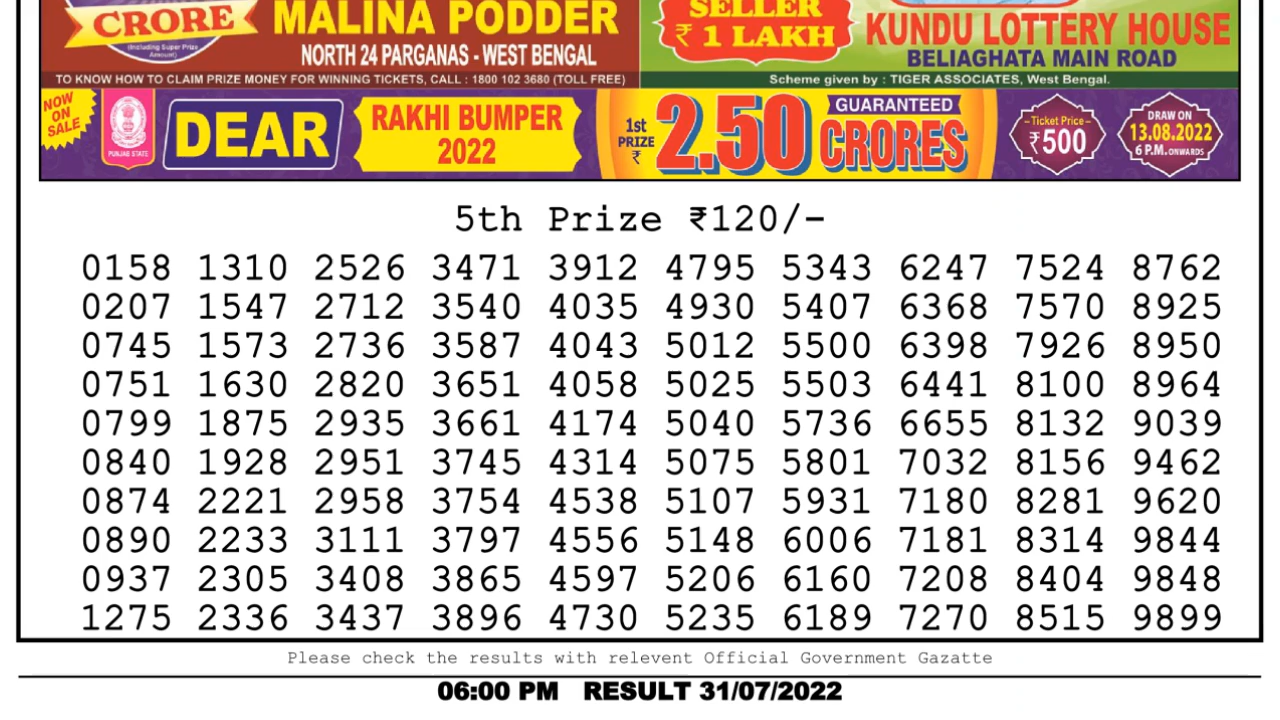 CRORE
(Including Super Prize Amount)
MALINA PODDER
NORTH 24 PARGANAS - WEST BENGAL
SELLER
₹ 1 LAKH
KUNDU LOTTERY HOUSE
BELIAGHATA MAIN ROAD
TO KNOW HOW TO CLAIM PRIZE MONEY FOR WINNING TICKETS, CALL : 1800 102 3680 (TOLL FREE)
Scheme given by : TIGER ASSOCIATES, West Bengal.
NOW
ON
SALE
PUNJAB STATE
DEAR
RAKHI BUMPER
2022
1st
PRIZE
₹
2.50
GUARANTEED
CRORES
Ticket Price
₹500
DRAW ON
13.08.2022
6 P.M. ONWARDS
5th Prize ₹120/-
0158 1310 2526 3471 3912 4795 5343 6247 7524 8762
0207 1547 2712 3540 4035 4930 5407 6368 7570 8925
0745 1573 2736 3587 4043 5012 5500 6398 7926 8950
0751 1630 2820 3651 4058 5025 5503 6441 8100 8964
0799 1875 2935 3661 4174 5040 5736 6655 8132 9039
0840 1928 2951 3745 4314 5075 5801 7032 8156 9462
0874 2221 2958 3754 4538 5107 5931 7180 8281 9620
0890 2233 3111 3797 4556 5148 6006 7181 8314 9844
0937 2305 3408 3865 4597 5206 6160 7208 8404 9848
1275 2336 3437 3896 4730 5235 6189 7270 8515 9899
Please check the results with relevent Official Government Gazatte
06:00 PM RESULT 31/07/2022